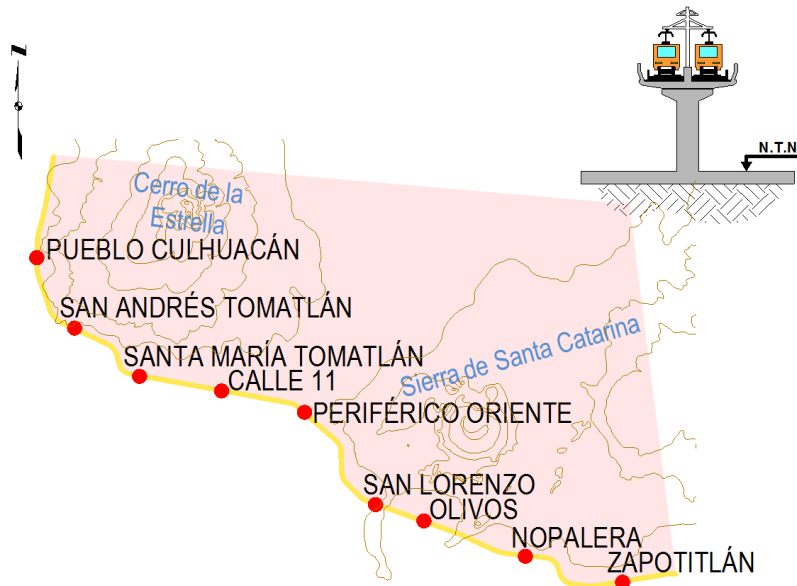 Z
N.T.N
Cerro de la
Estrella
PUEBLO CULHUACÁN
SAN ANDRÉS TOMATLÁN
Sierra de Santa Catarina
SANTA MARÍA TOMATLÁN
CALLE 11
PERIFÉRICO ORIENTE
SAN LORENZO
OLIVOS
NOPALERA
ZAPOTITLÁN